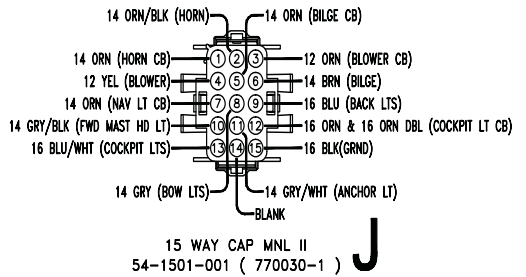 14 ORN/BLK (HORN) 14 ORN (BILGE CB)
14 ORN (HORN CB) 1 2 3 12 ORN (BLOWER CB)
12 YEL (BLOWER) 4 5 6 14 BRN (BILGE)
14 ORN (NAV LT CB) 7 8 9 16 BLU (BACK LTS)
14 GRY/BLK (FWD MAST HD LT) 10 11 12 16 ORN & 16 ORN DBL (COCKPIT LT CB)
16 BLU/WHT (COCKPIT LTS) 13 14 15 16 BLK(GRND)
14 GRY (BOW LTS) 14 GRY/WHT (ANCHOR LT)
BLANK
15 WAY CAP MNL II
54-1501-001 ( 770030-1 ) J